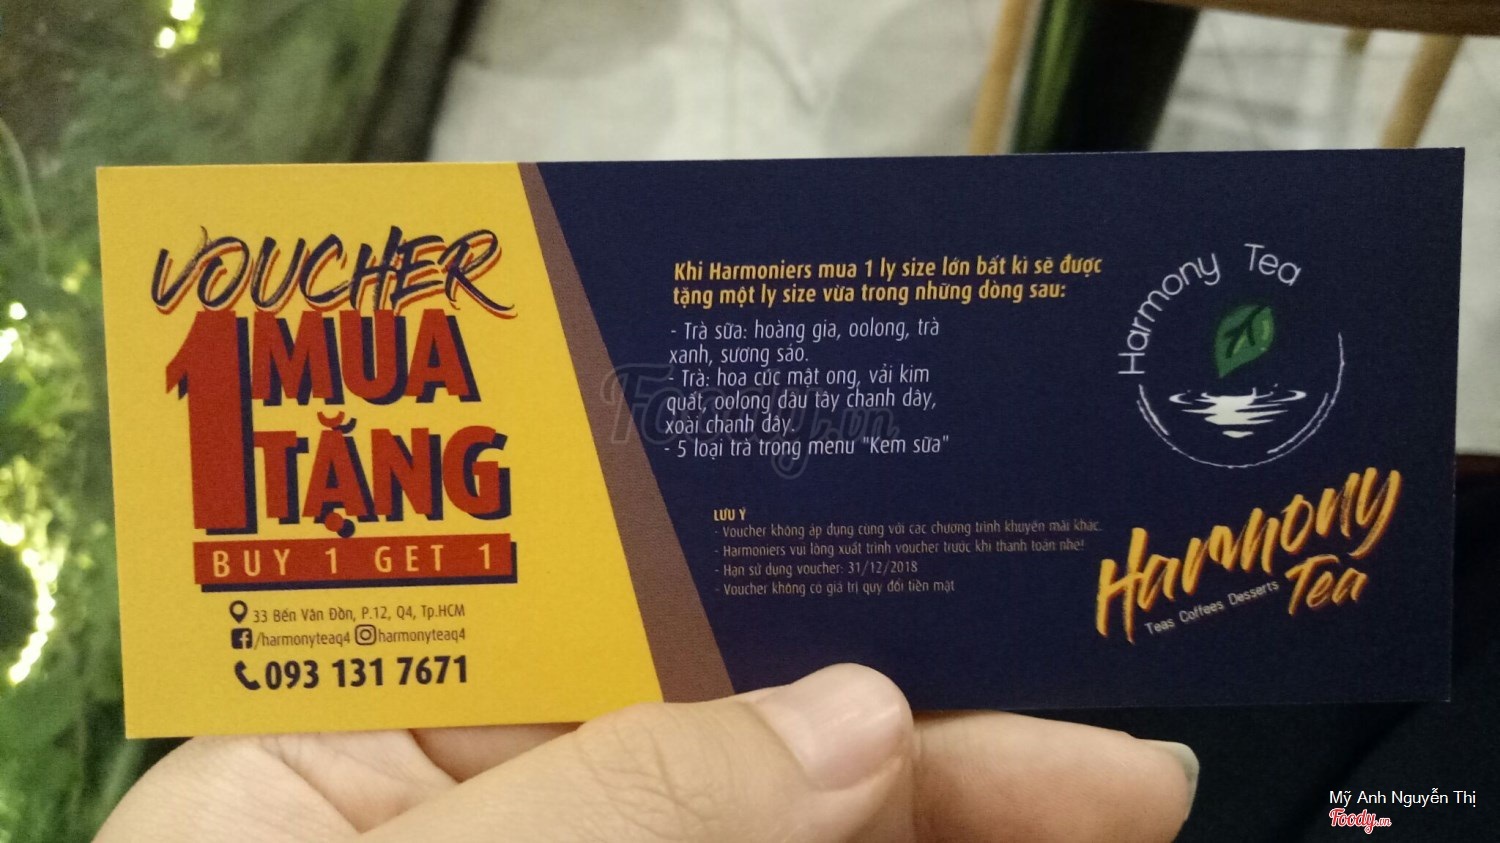 VOUCHER
1 MUA
TẶNG
BUY 1 GET 1
33 Bến Vân Đồn, P.12, Q4, Tp.HCM
/harmonyteaq4 harmonyteaq4
093 131 7671
Khi Harmoniers mua 1 ly size lớn bất kì sẽ được
tặng một ly size vừa trong những dòng sau:
- Trà sữa: hoàng gia, oolong, trà
xanh, sương sáo.
- Trà: hoa cúc mật ong, vải kim
quất, oolong dâu tây chanh dây,
xoài chanh dây.
- 5 loại trà trong menu "Kem sữa"
LƯU Ý
- Voucher không áp dụng cùng với các chương trình khuyến mãi khác.
- Harmoniers vui lòng xuất trình voucher trước khi thanh toán nhé!
- Hạn sử dụng voucher: 31/12/2018
- Voucher không có giá trị quy đổi tiền mặt
Harmony Tea
Harmony
Tea
Teas Coffees Desserts
Foody.vn
Mỹ Anh Nguyễn Thị
Foody.vn